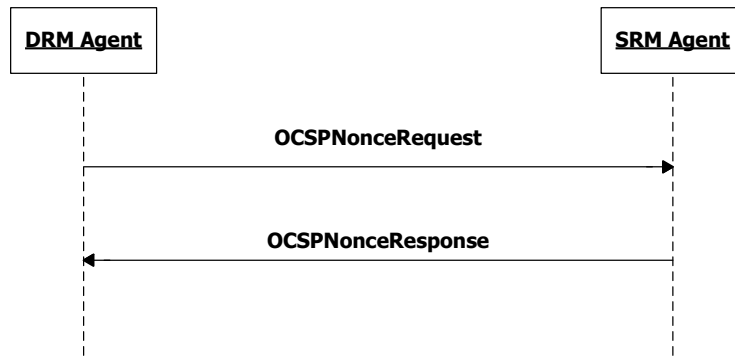 DRM Agent
SRM Agent
OCSPNonceRequest
OCSPNonceResponse